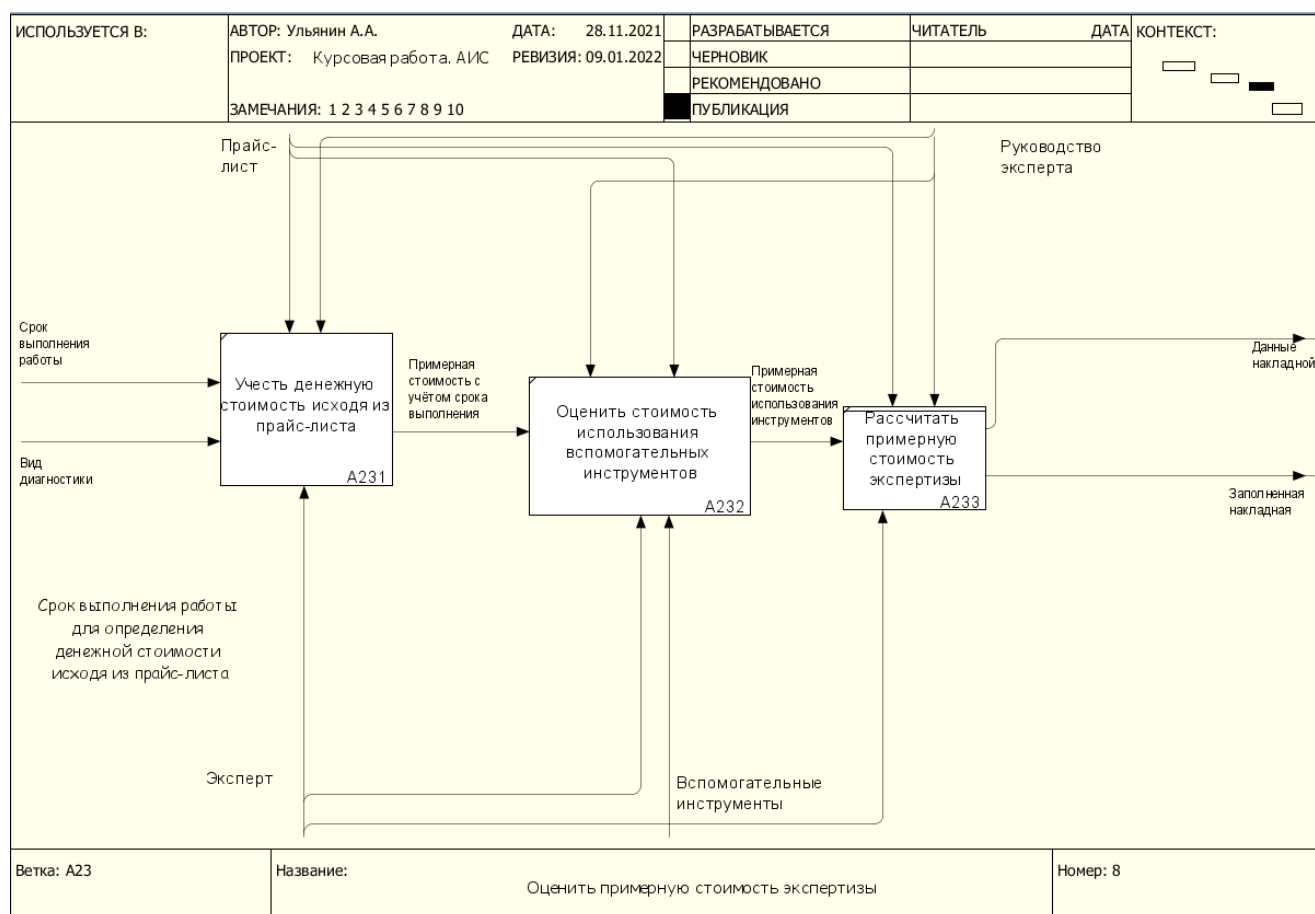 ИСПОЛЬЗУЕТСЯ В:
АВТОР: Ульянин А.А.
ДАТА: 28.11.2021
РАЗРАБАТЫВАЕТСЯ
ЧИТАТЕЛЬ
ДАТА
КОНТЕКСТ:
ПРОЕКТ: Курсовая работа. АИС
РЕВИЗИЯ: 09.01.2022
ЧЕРНОВИК
РЕКОМЕНДОВАНО
ЗАМЕЧАНИЯ: 1 2 3 4 5 6 7 8 9 10
ПУБЛИКАЦИЯ
Прайс-
лист
Руководство
эксперта
Срок
выполнения
работы
Вид
диагностики
Учесть денежную
стоимость исходя из
прайс-листа
A231
Примерная
стоимость с
учётом срока
выполнения
Оценить стоимость
использования
вспомогательных
инструментов
A232
Примерная
стоимость
использования
инструментов
Рассчитать
примерную
стоимость
экспертизы
A233
Данные
накладной
Заполненная
накладная
Срок выполнения работы
для определения
денежной стоимости
исходя из прайс-листа
Эксперт
Вспомогательные
инструменты
Ветка: A23
Название:
Оценить примерную стоимость экспертизы
Номер: 8